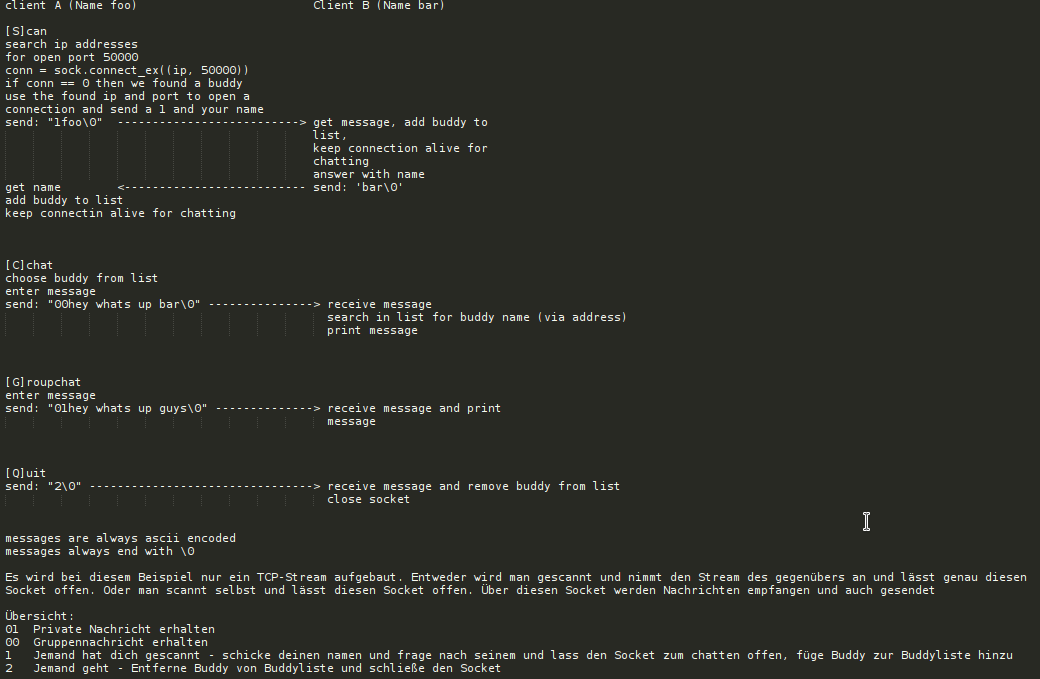 client A (Name foo) Client B (Name bar)
[S]can
search ip addresses
for open port 50000
conn = sock.connect_ex((ip, 50000))
if conn == 0 then we found a buddy
use the found ip and port to open a
connection and send a 1 and your name
send: "1foo\0" --------------------------> get message, add buddy to
list,
keep connection alive for
chatting
answer with name
get name <-------------------------- send: 'bar\0'
add buddy to list
keep connectin alive for chatting
[C]chat
choose buddy from list
enter message
send: "00hey whats up bar\0" ---------------> receive message
search in list for buddy name (via address)
print message
[G]roupchat
enter message
send: "01hey whats up guys\0" --------------> receive message and print
message
[Q]uit
send: "2\0" --------------------------------> receive message and remove buddy from list
close socket
messages are always ascii encoded
messages always end with \0
Es wird bei diesem Beispiel nur ein TCP-Stream aufgebaut. Entweder wird man gescannt und nimmt den Stream des gegenübers an und lässt genau diesen
Socket offen. Oder man scannt selbst und lässt diesen Socket offen. Über diesen Socket werden Nachrichten empfangen und auch gesendet
Übersicht:
01 Private Nachricht erhalten
00 Gruppennachricht erhalten
1 Jemand hat dich gescannt - schicke deinen namen und frage nach seinem und lass den Socket zum chatten offen, füge Buddy zur Buddyliste hinzu
2 Jemand geht - Entferne Buddy von Buddyliste und schließe den Socket